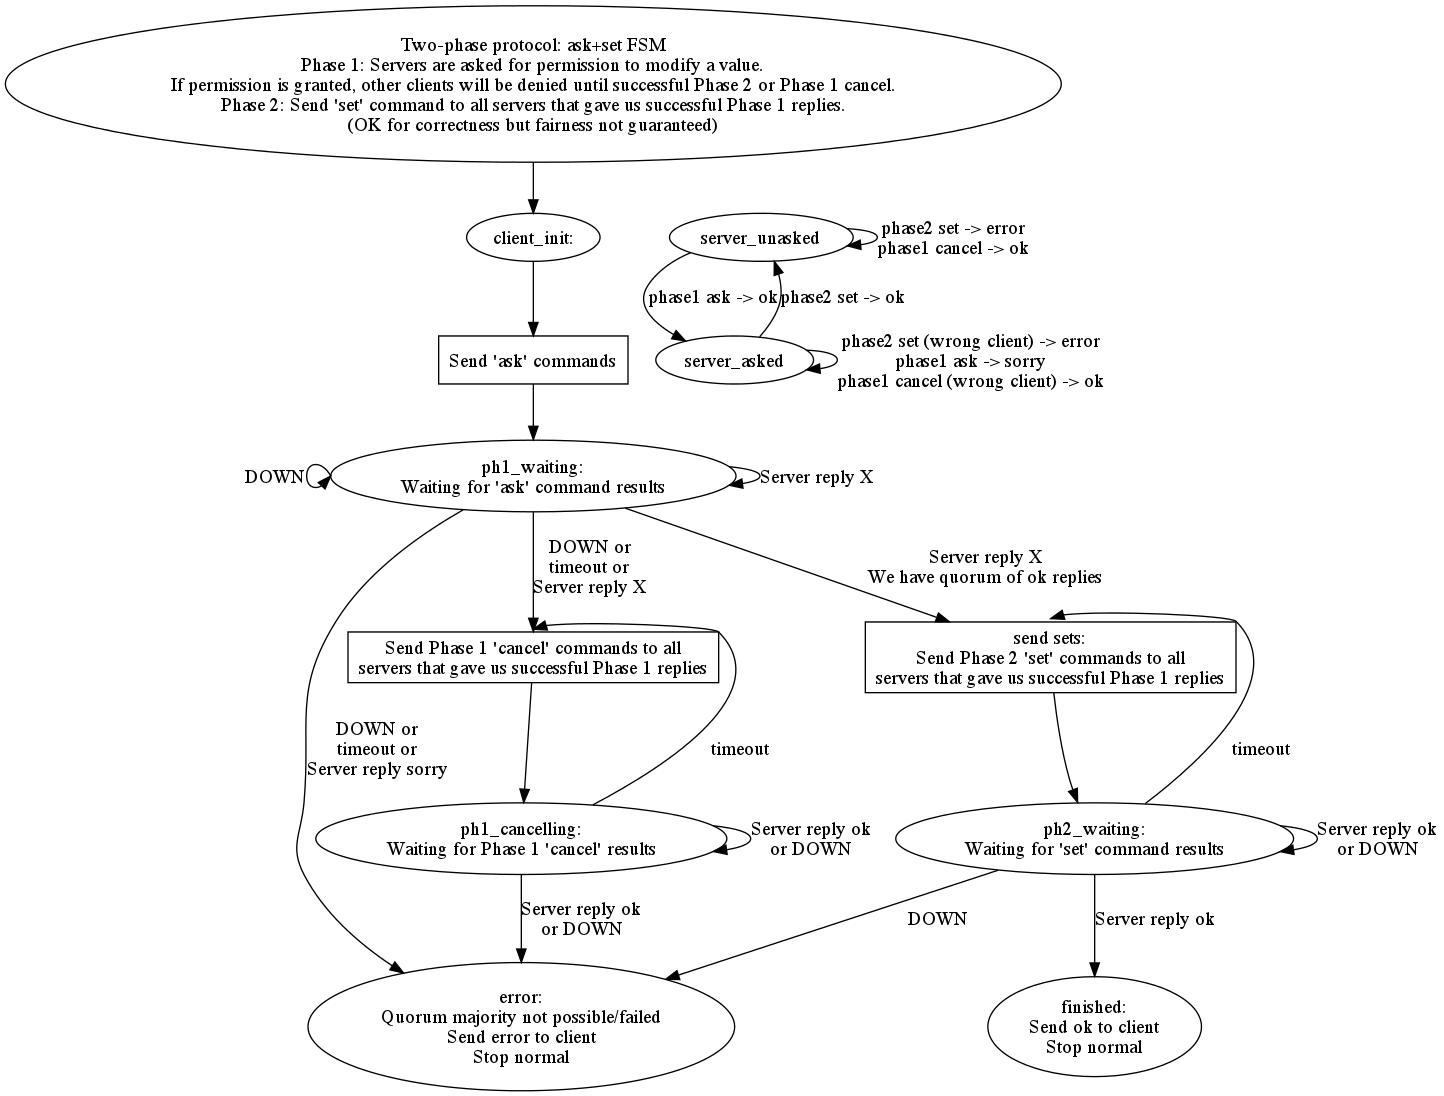 Two-phase protocol: ask+set FSM
Phase 1: Servers are asked for permission to modify a value.
If permission is granted, other clients will be denied until successful Phase 2 or Phase 1 cancel.
Phase 2: Send 'set' command to all servers that gave us successful Phase 1 replies.
(OK for correctness but fairness not guaranteed)
client_init:
server_unasked
phase2 set -> error
phase1 cancel -> ok
phase1 ask -> ok
phase2 set -> ok
Send 'ask' commands
server_asked
phase2 set (wrong client) -> error
phase1 ask -> sorry
phase1 cancel (wrong client) -> ok
DOWN
ph1_waiting:
Waiting for 'ask' command results
Server reply X
DOWN or
timeout or
Server reply X
Server reply X
We have quorum of ok replies
Send Phase 1 'cancel' commands to all
servers that gave us successful Phase 1 replies
send sets:
Send Phase 2 'set' commands to all
servers that gave us successful Phase 1 replies
DOWN or
timeout or
Server reply sorry
timeout
timeout
ph1_cancelling:
Waiting for Phase 1 'cancel' results
Server reply ok
or DOWN
ph2_waiting:
Waiting for 'set' command results
Server reply ok
or DOWN
Server reply ok
or DOWN
DOWN
Server reply ok
error:
Quorum majority not possible/failed
Send error to client
Stop normal
finished:
Send ok to client
Stop normal